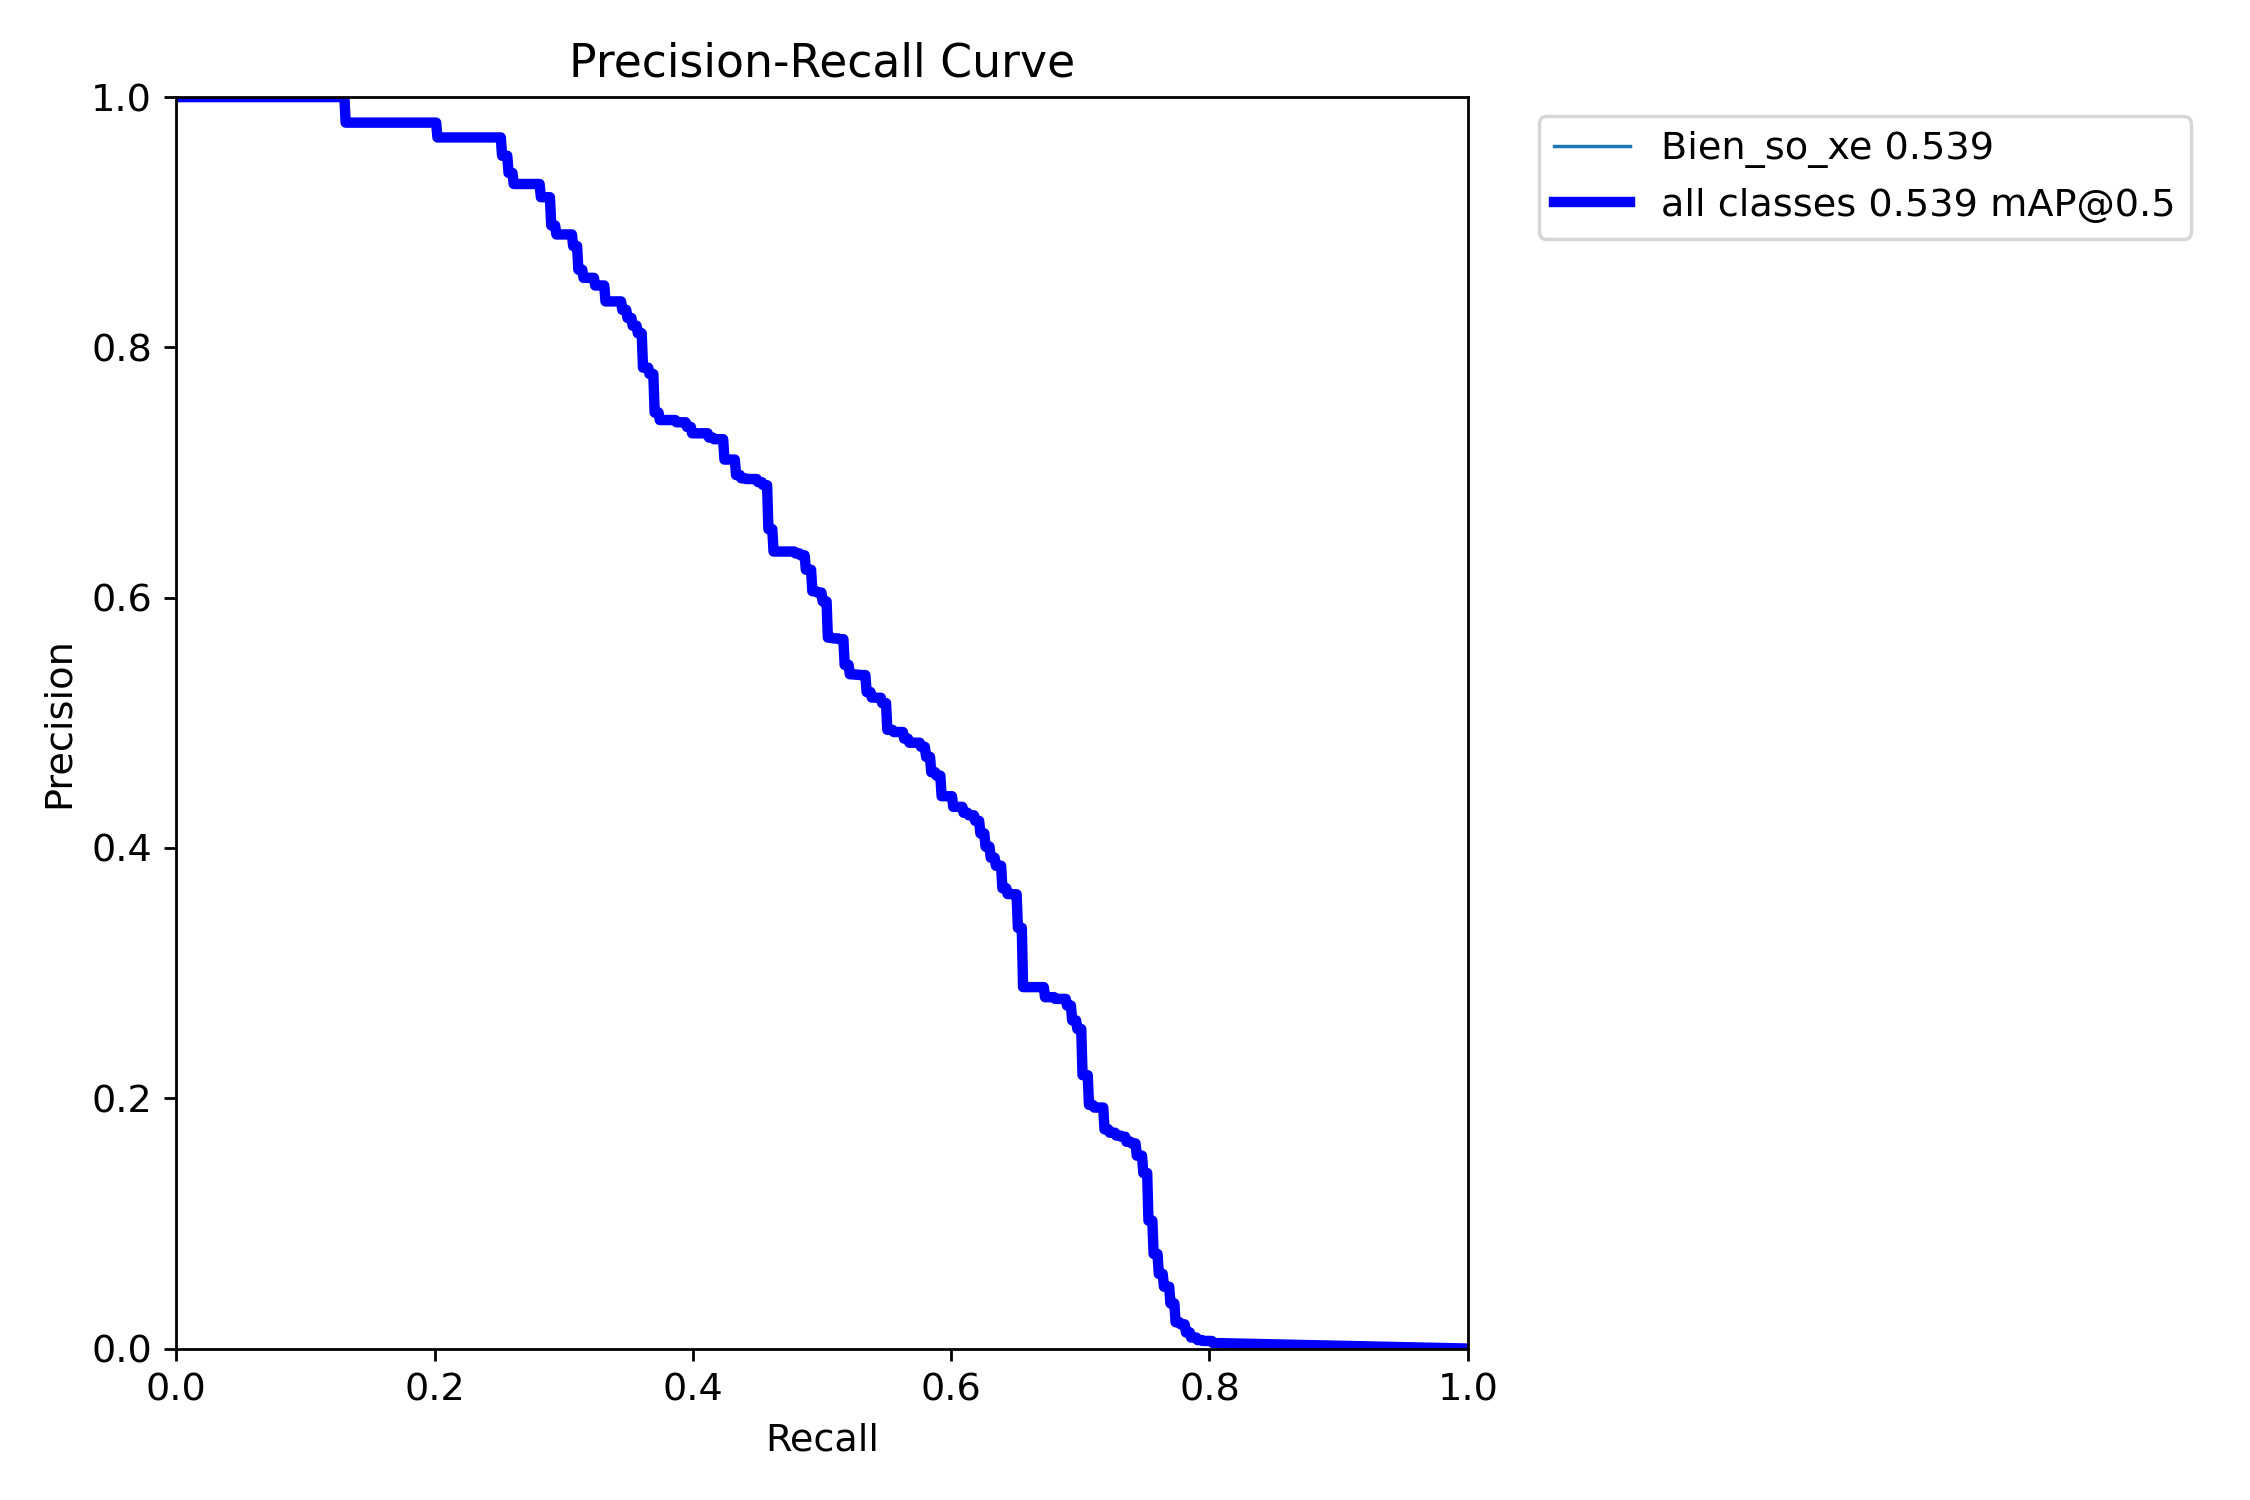 Precision-Recall Curve
1.0
0.8
0.6
0.4
0.2
0.0
Precision
0.0 0.2 0.4 0.6 0.8 1.0
Recall
Bien_so_xe 0.539
all classes 0.539 mAP@0.5